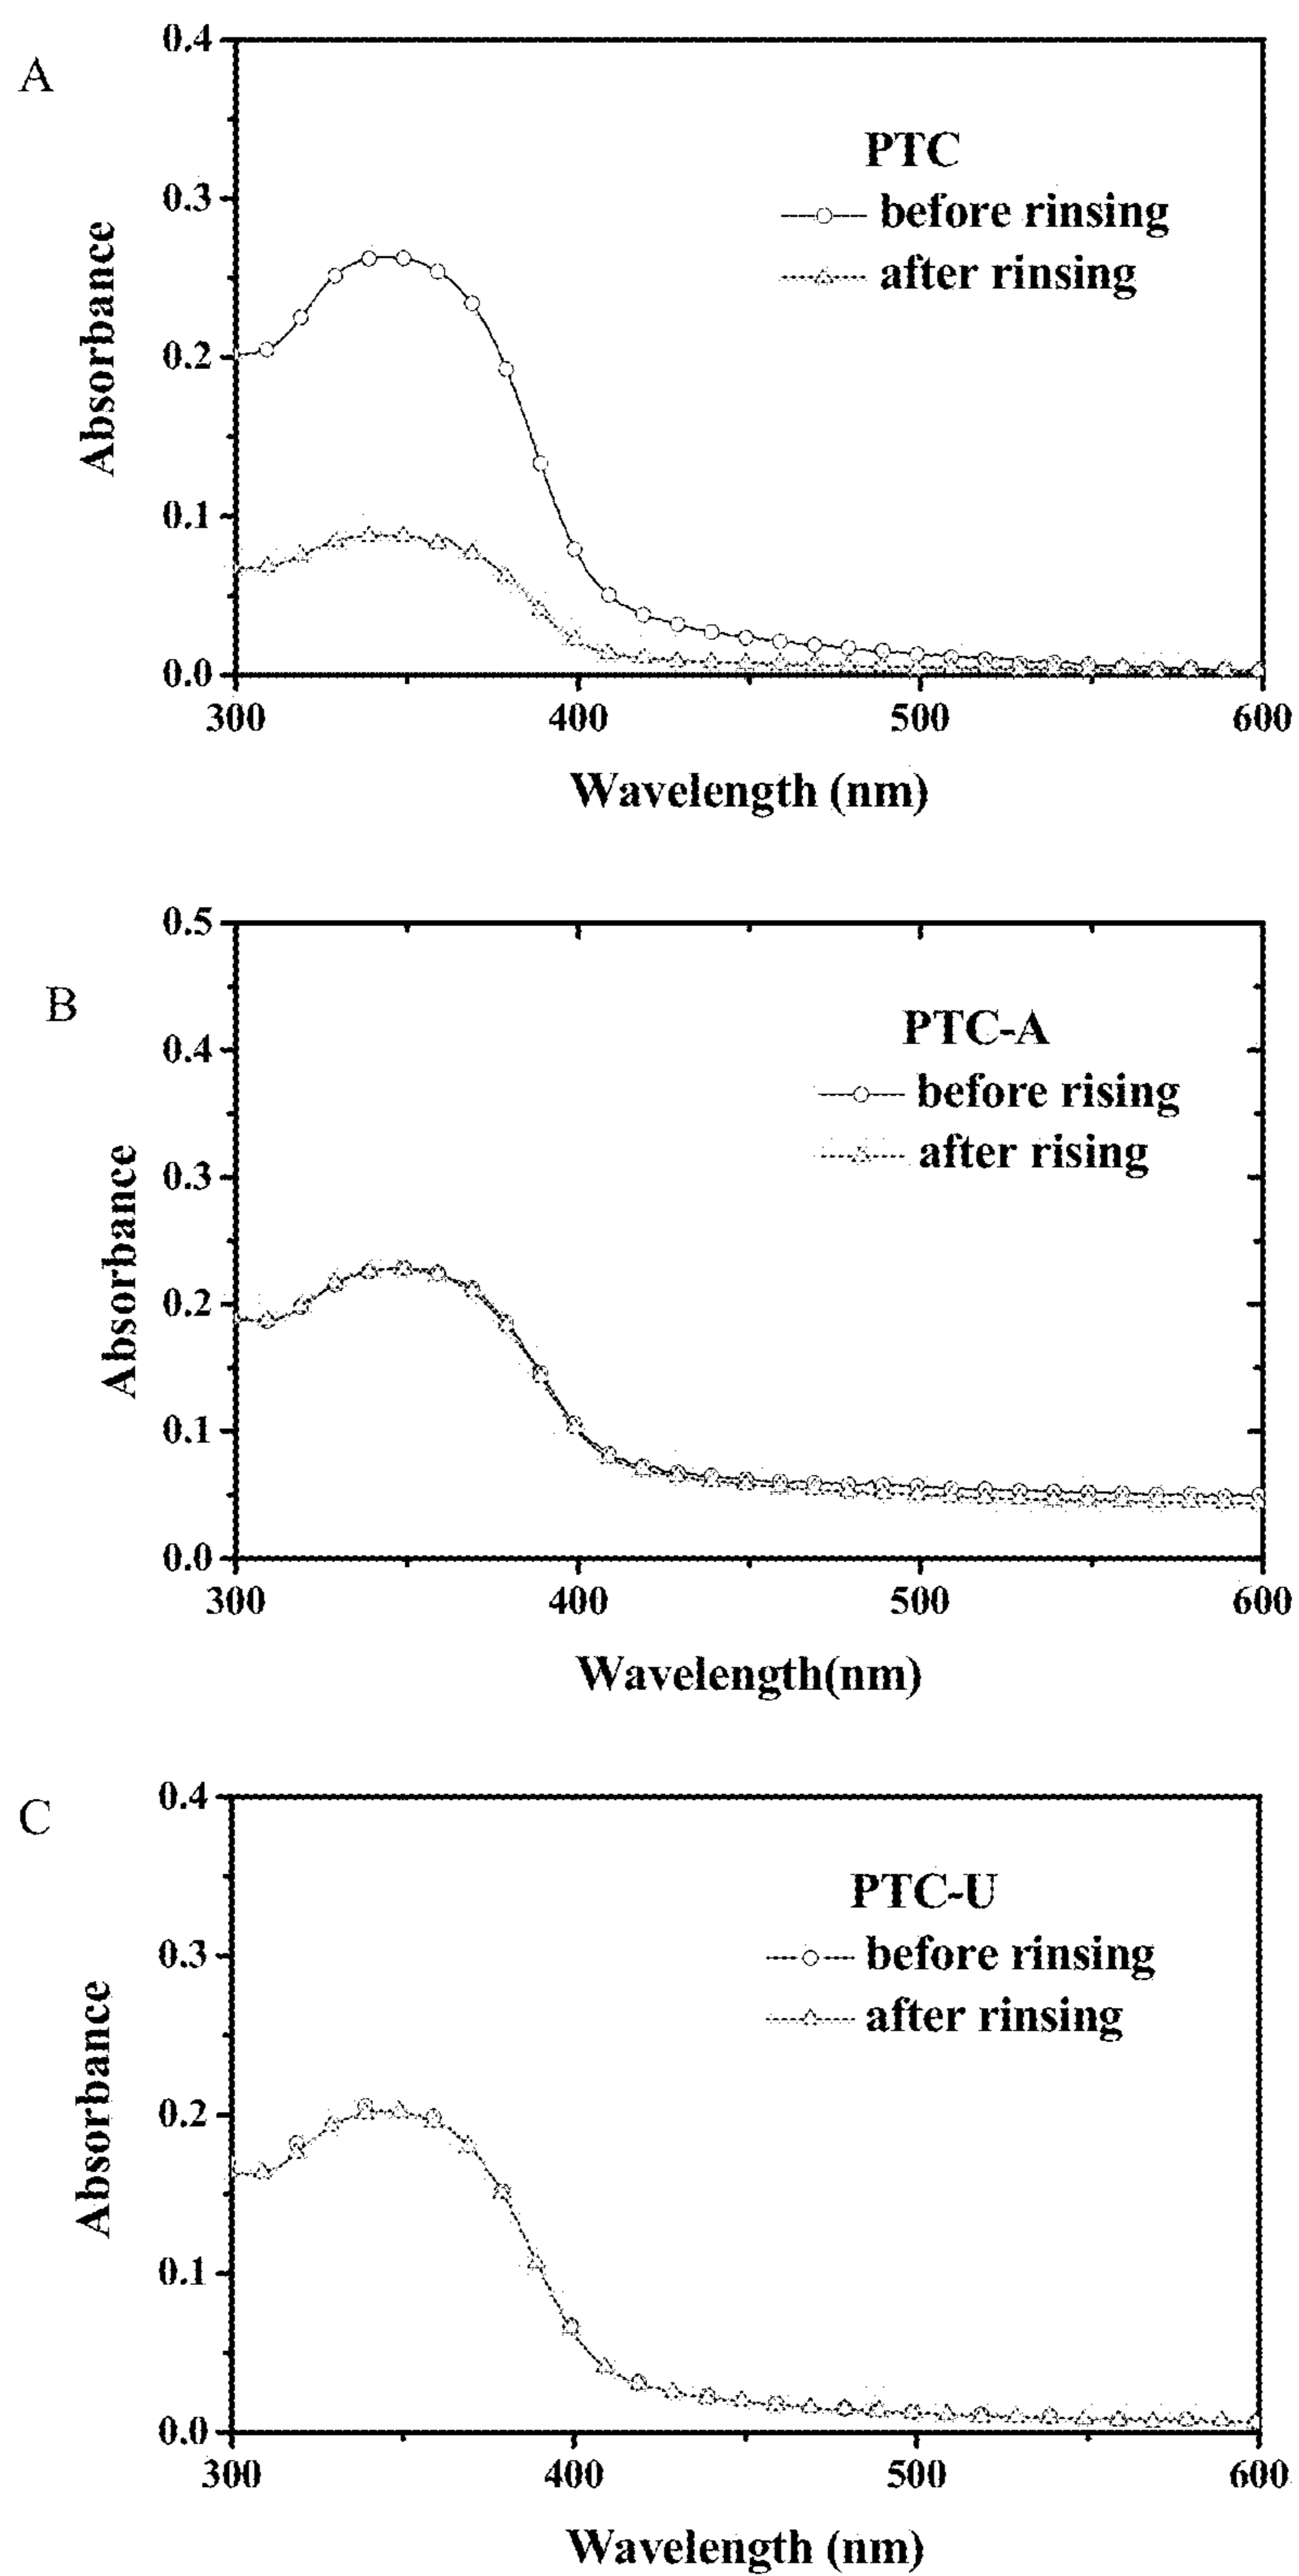 A
0.4
0.3
0.2
0.1
0.0
Absorbance
PTC
before rinsing
after rinsing
300 400 500 600
Wavelength (nm)
B
0.5
0.4
0.3
0.2
0.1
0.0
Absorbance
PTC-A
before rising
after rising
300 400 500 600
Wavelength(nm)
C
0.4
0.3
0.2
0.1
0.0
Absorbance
PTC-U
before rinsing
after rinsing
300 400 500 600
Wavelength (nm)